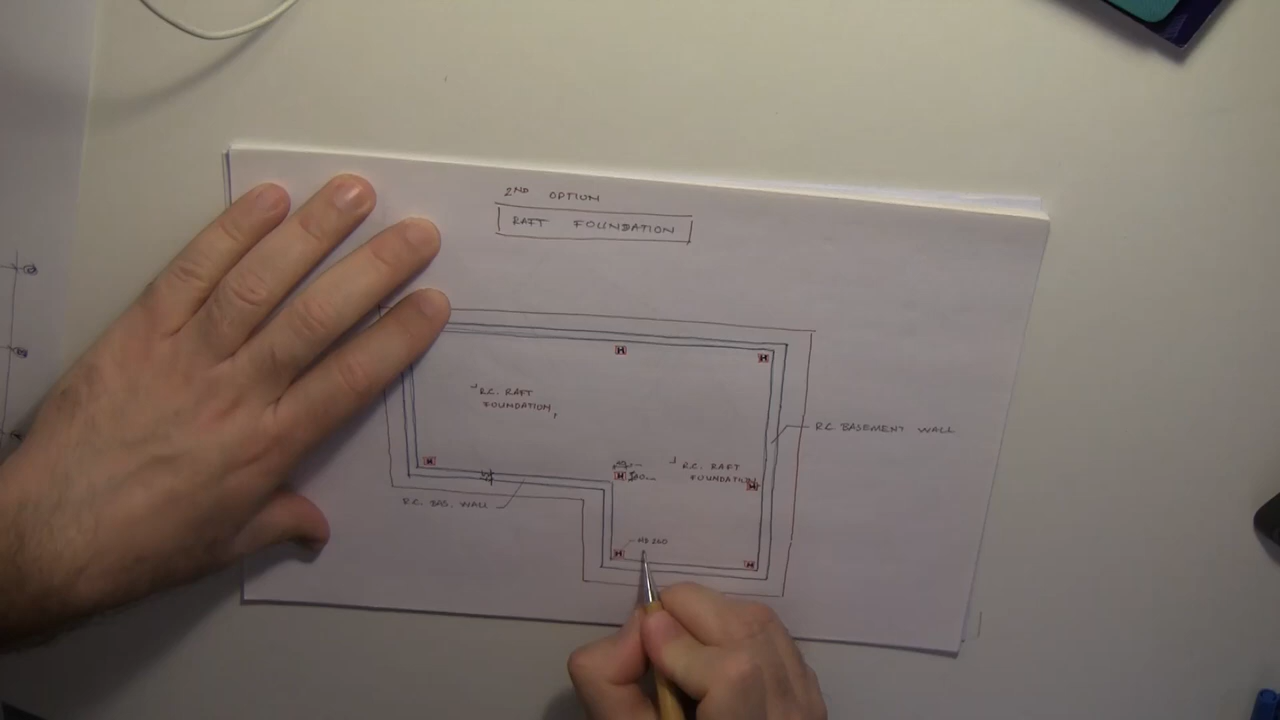 2ND OPTION
RAFT FOUNDATION
R.C. RAFT
FOUNDATION,
R.C. BASEMENT WALL
R.C. RAFT
FOUNDATION
R.C. BAS. WALL